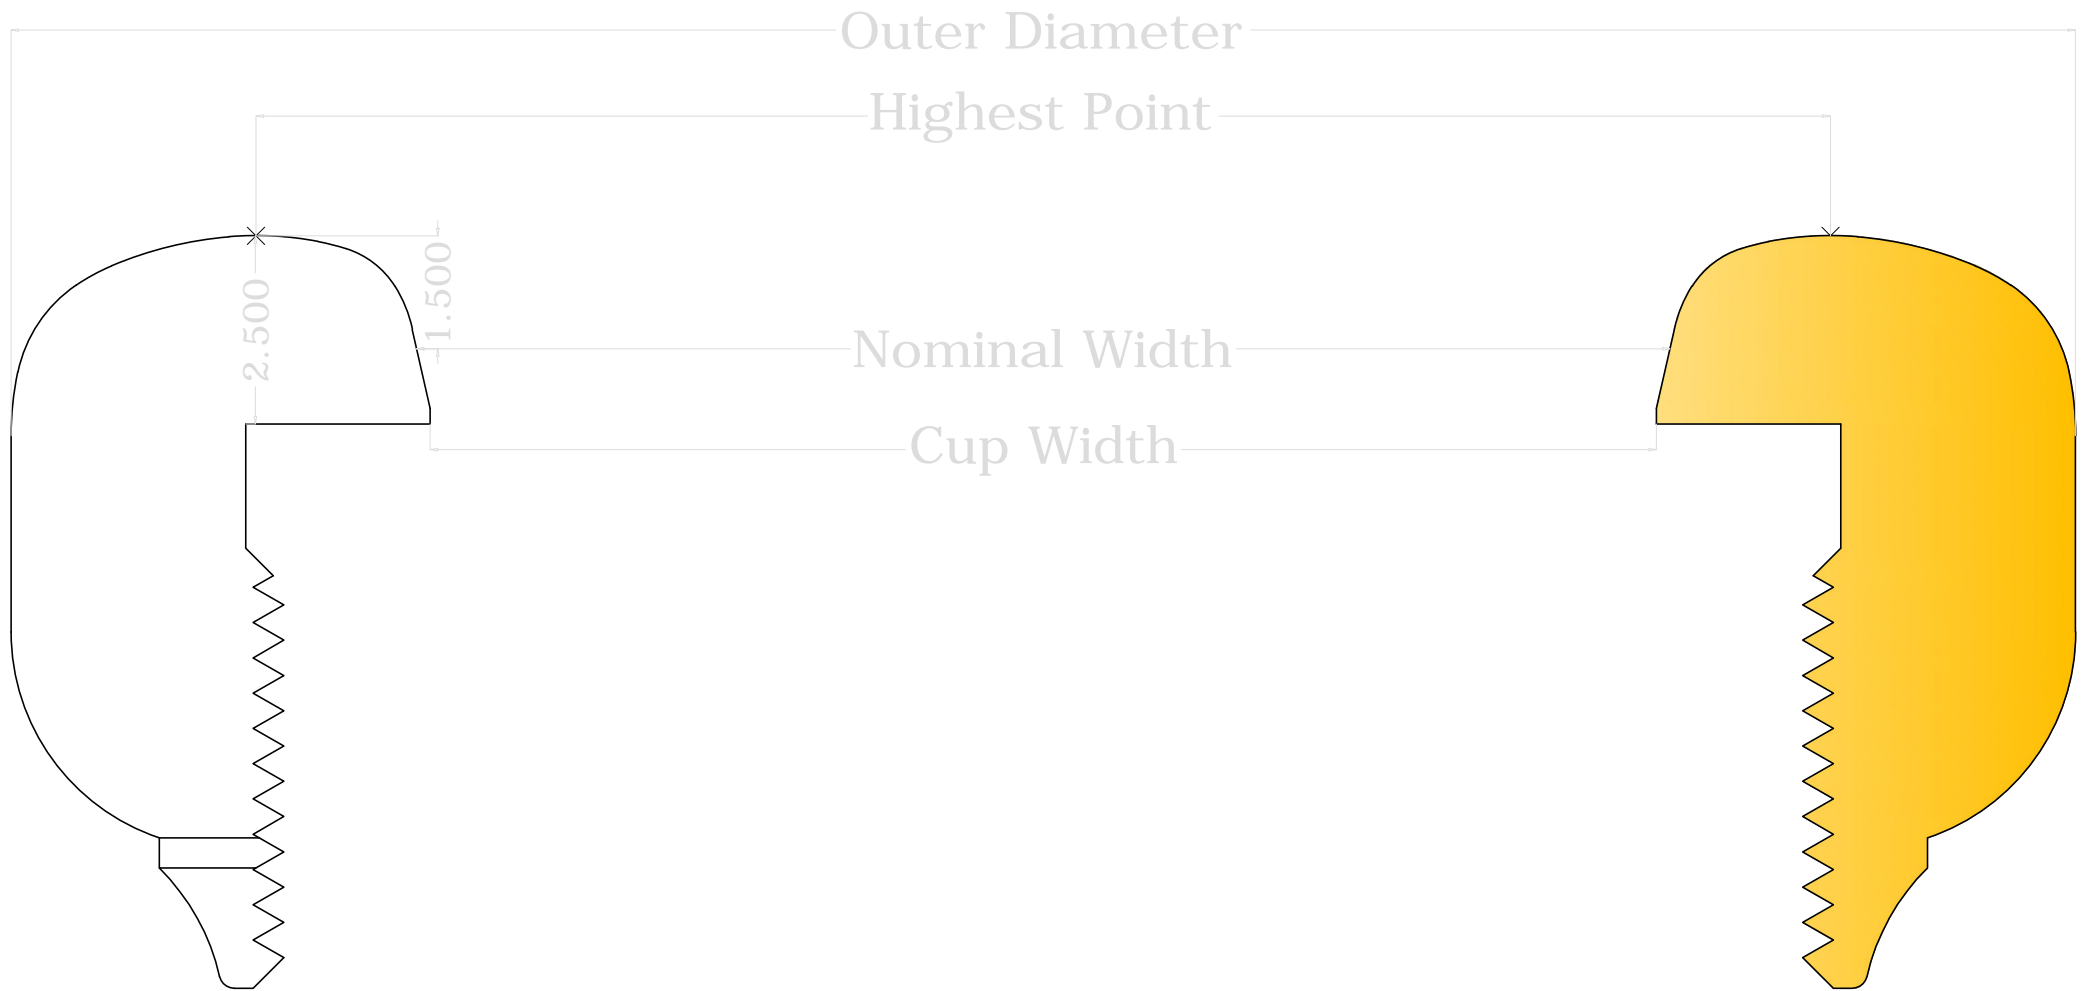 Outer Diameter
Highest Point
1.500
2.500
Nominal Width
Cup Width